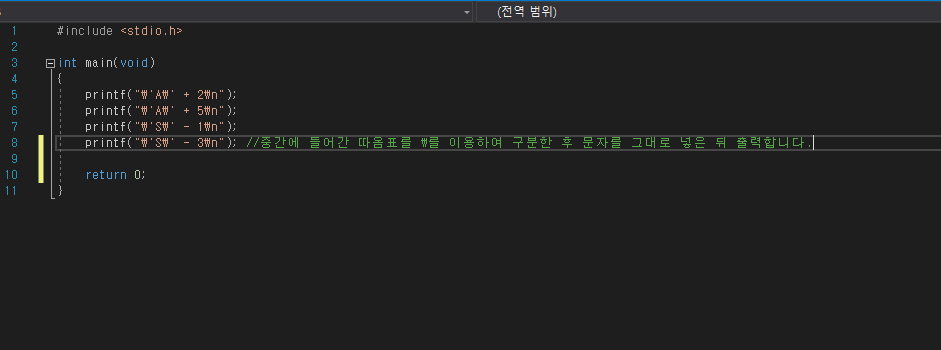 (전역 범위)
1 #include <stdio.h>
2
3 int main(void)
4 {
5 printf("₩'A₩' + 2₩n");
6 printf("₩'A₩' + 5₩n");
7 printf("₩'S₩' - 1₩n");
8 printf("₩'S₩' - 3₩n"); //중간에 들어간 따옴표를 ₩를 이용하여 구분한 후 문자를 그대로 넣은 뒤 출력합니다.
9
10 return 0;
11 }